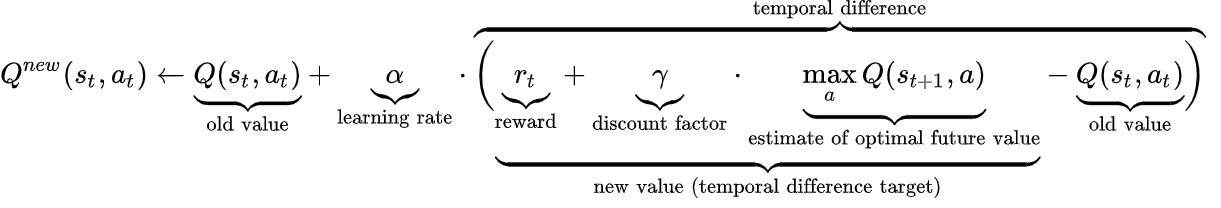 temporal difference
Q^{new}(s_t, a_t) ← Q(s_t, a_t) + α · ( r_t + γ · max_a Q(s_{t+1}, a) − Q(s_t, a_t) )
old value learning rate reward discount factor estimate of optimal future value old value
new value (temporal difference target)